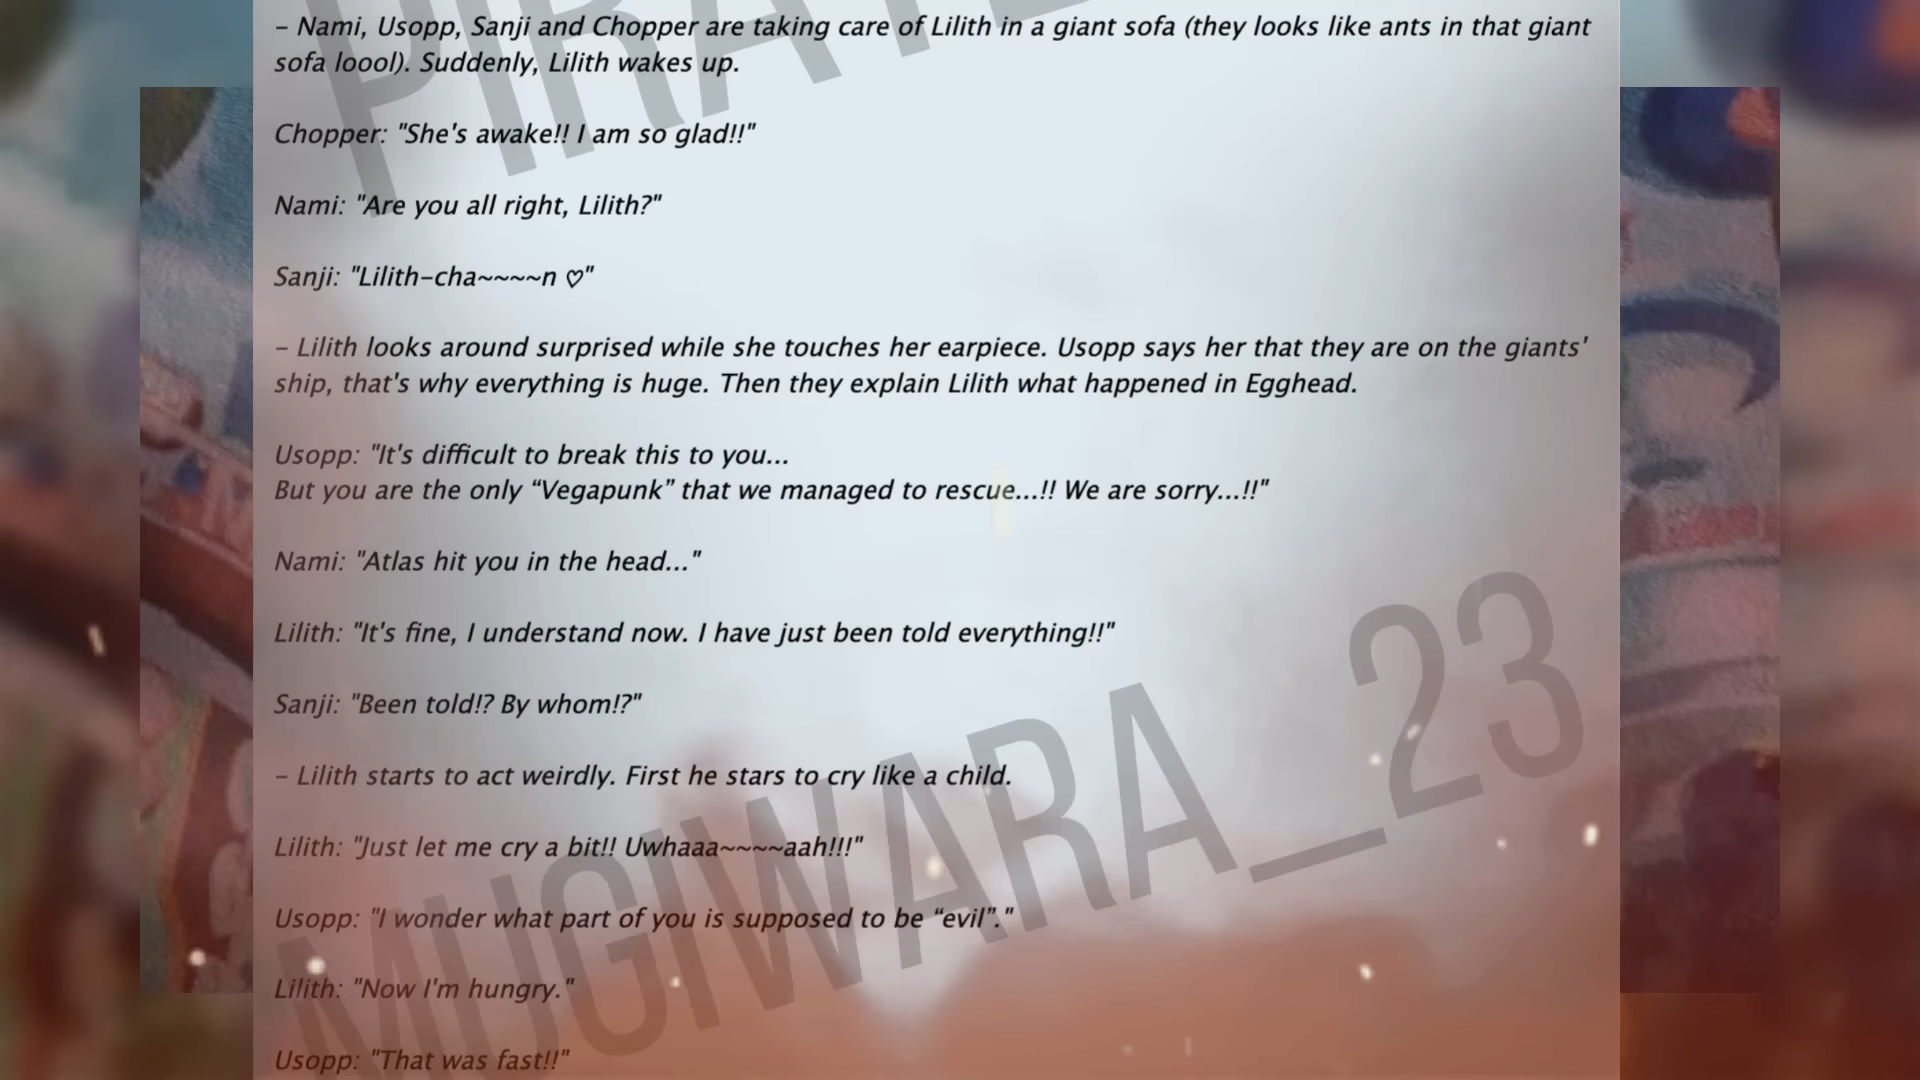 – Nami, Usopp, Sanji and Chopper are taking care of Lilith in a giant sofa (they looks like ants in that giant
sofa loool). Suddenly, Lilith wakes up.
Chopper: "She's awake!! I am so glad!!"
Nami: "Are you all right, Lilith?"
Sanji: "Lilith-cha~~~~n ♡"
– Lilith looks around surprised while she touches her earpiece. Usopp says her that they are on the giants'
ship, that's why everything is huge. Then they explain Lilith what happened in Egghead.
Usopp: "It's difficult to break this to you...
But you are the only “Vegapunk” that we managed to rescue...!! We are sorry...!!"
Nami: "Atlas hit you in the head..."
Lilith: "It's fine, I understand now. I have just been told everything!!"
Sanji: "Been told!? By whom!?"
– Lilith starts to act weirdly. First he stars to cry like a child.
Lilith: "Just let me cry a bit!! Uwhaaa~~~~aah!!!"
Usopp: "I wonder what part of you is supposed to be “evil”."
Lilith: "Now I'm hungry."
Usopp: "That was fast!!"
MUGIWARA_23